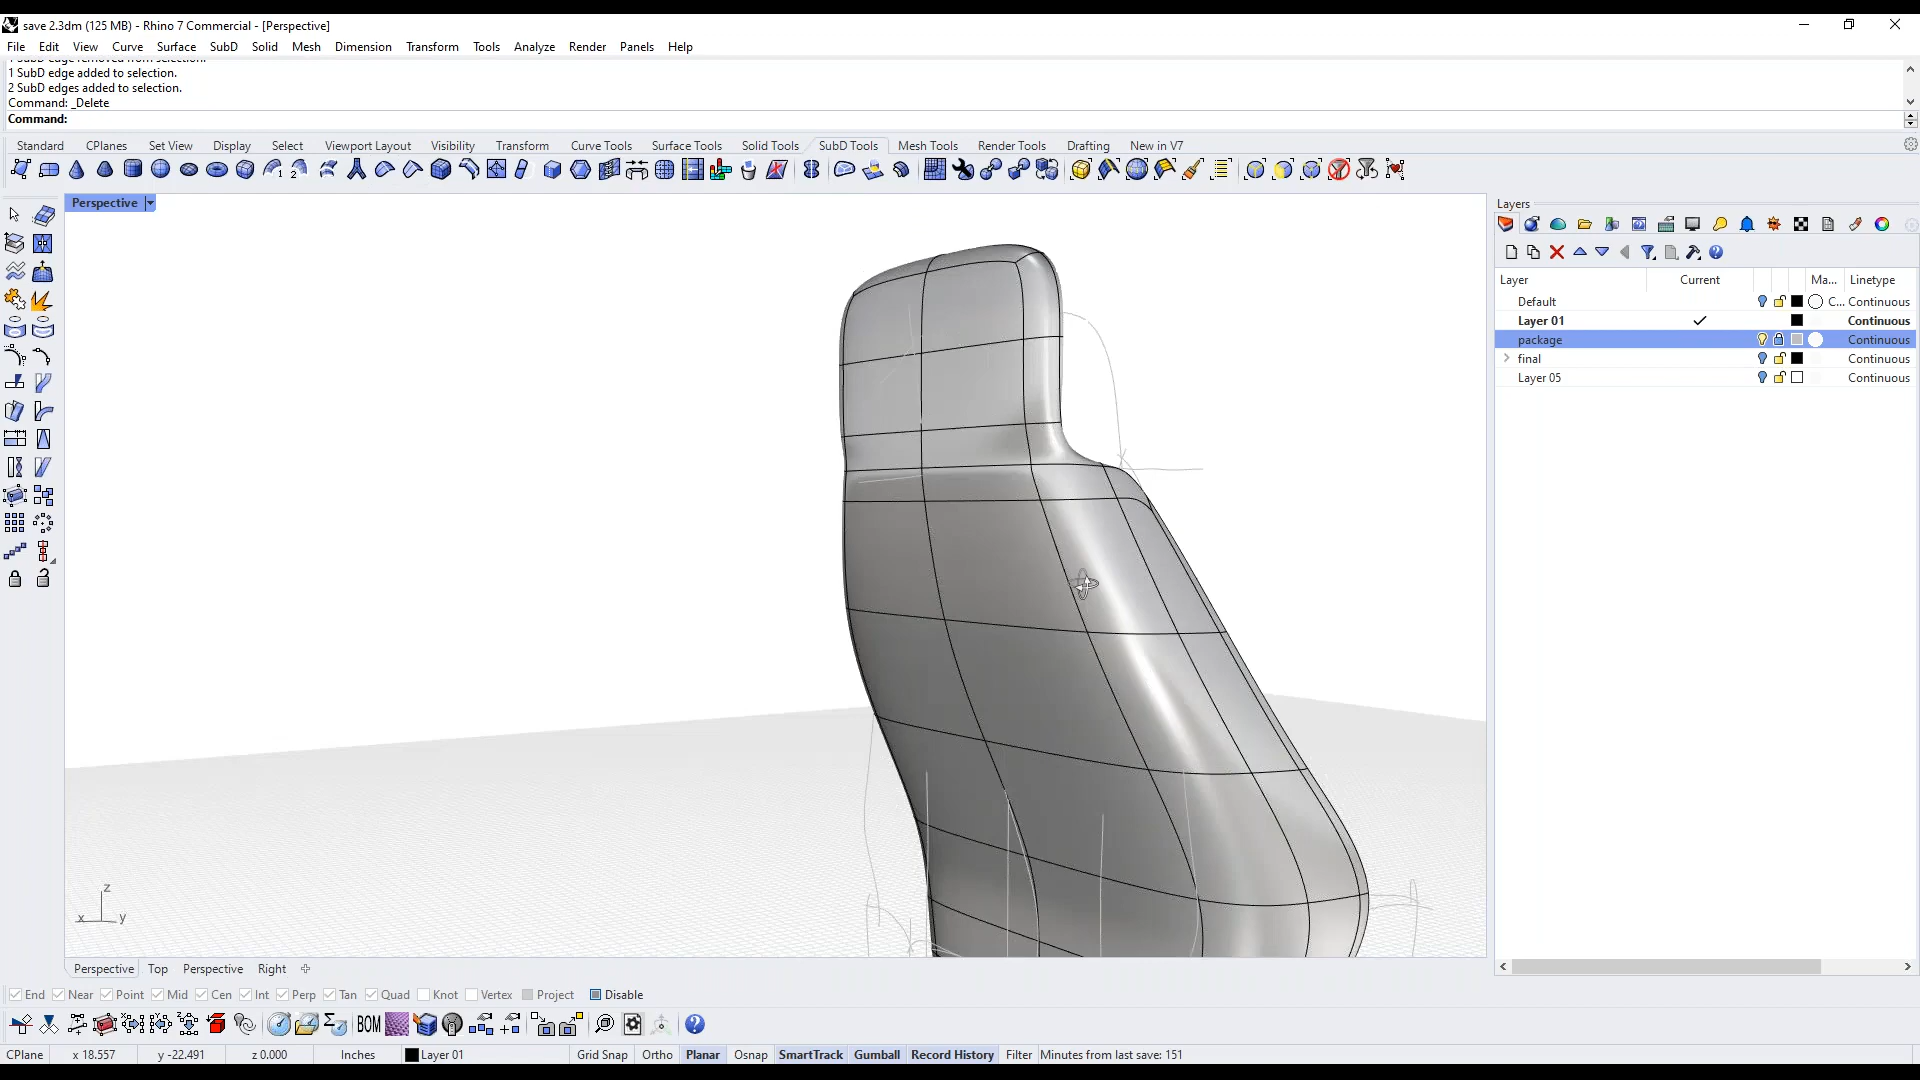 save 2.3dm (125 MB) - Rhino 7 Commercial - [Perspective]
File Edit View Curve Surface SubD Solid Mesh Dimension Transform Tools Analyze Render Panels Help
1 SubD edge removed from selection.
1 SubD edge added to selection.
2 SubD edges added to selection.
Command: _Delete
Command:
Standard CPlanes Set View Display Select Viewport Layout Visibility Transform Curve Tools Surface Tools Solid Tools SubD Tools Mesh Tools Render Tools Drafting New in V7
Perspective
Layers
Layer Current Ma... Linetype
Default C... Continuous
Layer 01 Continuous
package Continuous
final Continuous
Layer 05 Continuous
z
x y
Perspective Top Perspective Right
End Near Point Mid Cen Int Perp Tan Quad Knot Vertex Project Disable
BOM
CPlane x 18.557 y -22.491 z 0.000 Inches Layer 01 Grid Snap Ortho Planar Osnap SmartTrack Gumball Record History Filter Minutes from last save: 151